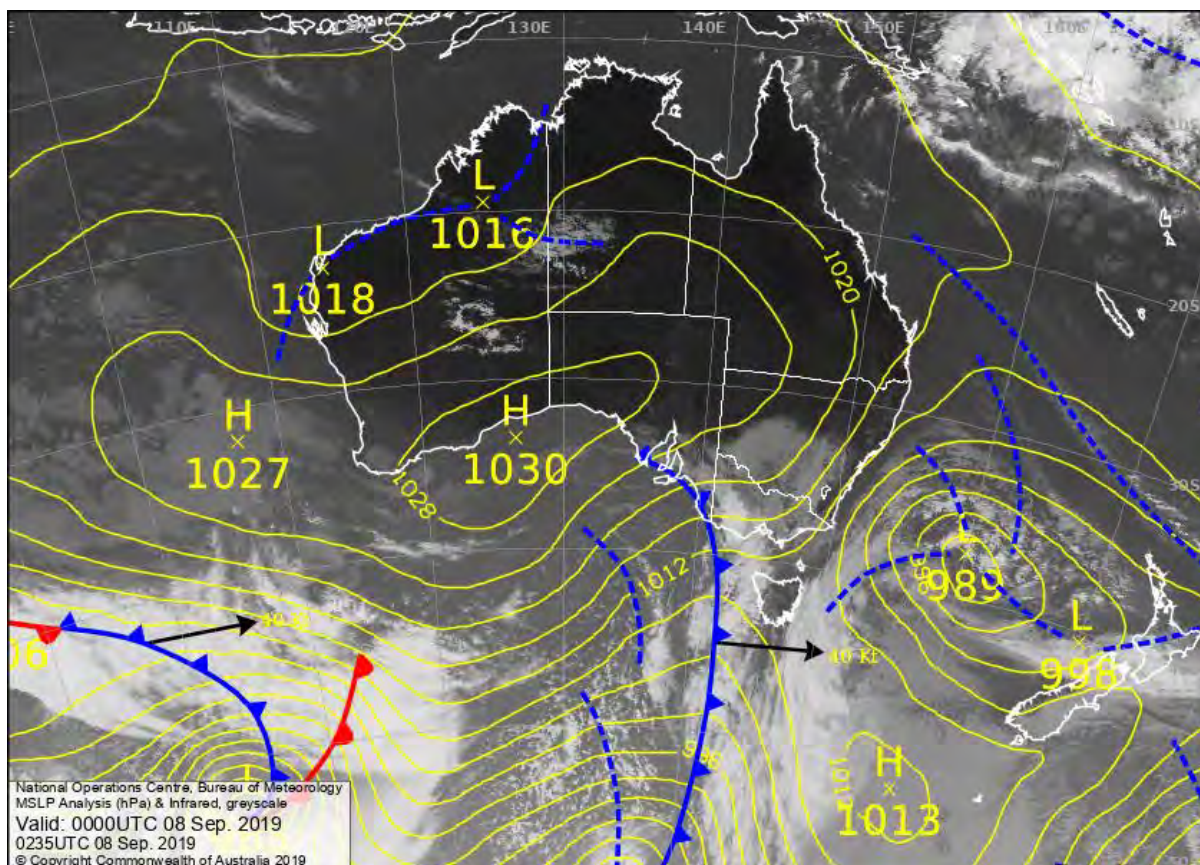 110E
120E
130E
140E
150E
160E
L
1016
L
1018
1020
20S
H
1027
H
1030
1028
30S
1012
L
989
L
998
40 Kt
H
1013
National Operations Centre, Bureau of Meteorology
MSLP Analysis (hPa) & Infrared, greyscale
Valid: 0000UTC 08 Sep. 2019
0235UTC 08 Sep. 2019
© Copyright Commonwealth of Australia 2019